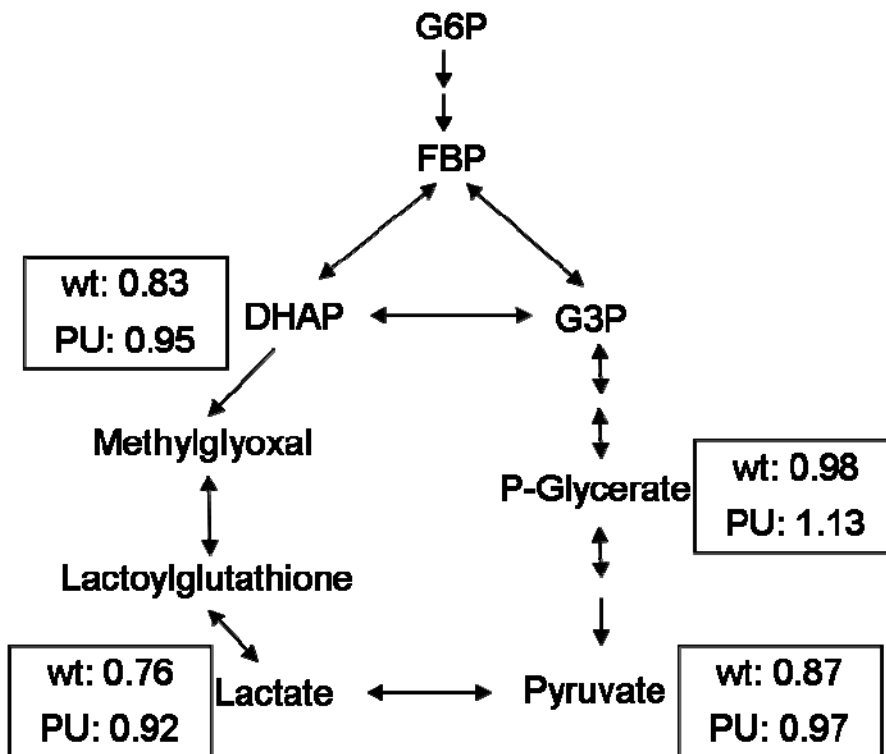 G6P
FBP
wt: 0.83
PU: 0.95
DHAP
G3P
Methylglyoxal
P-Glycerate
wt: 0.98
PU: 1.13
Lactoylglutathione
wt: 0.76
PU: 0.92
Lactate
Pyruvate
wt: 0.87
PU: 0.97